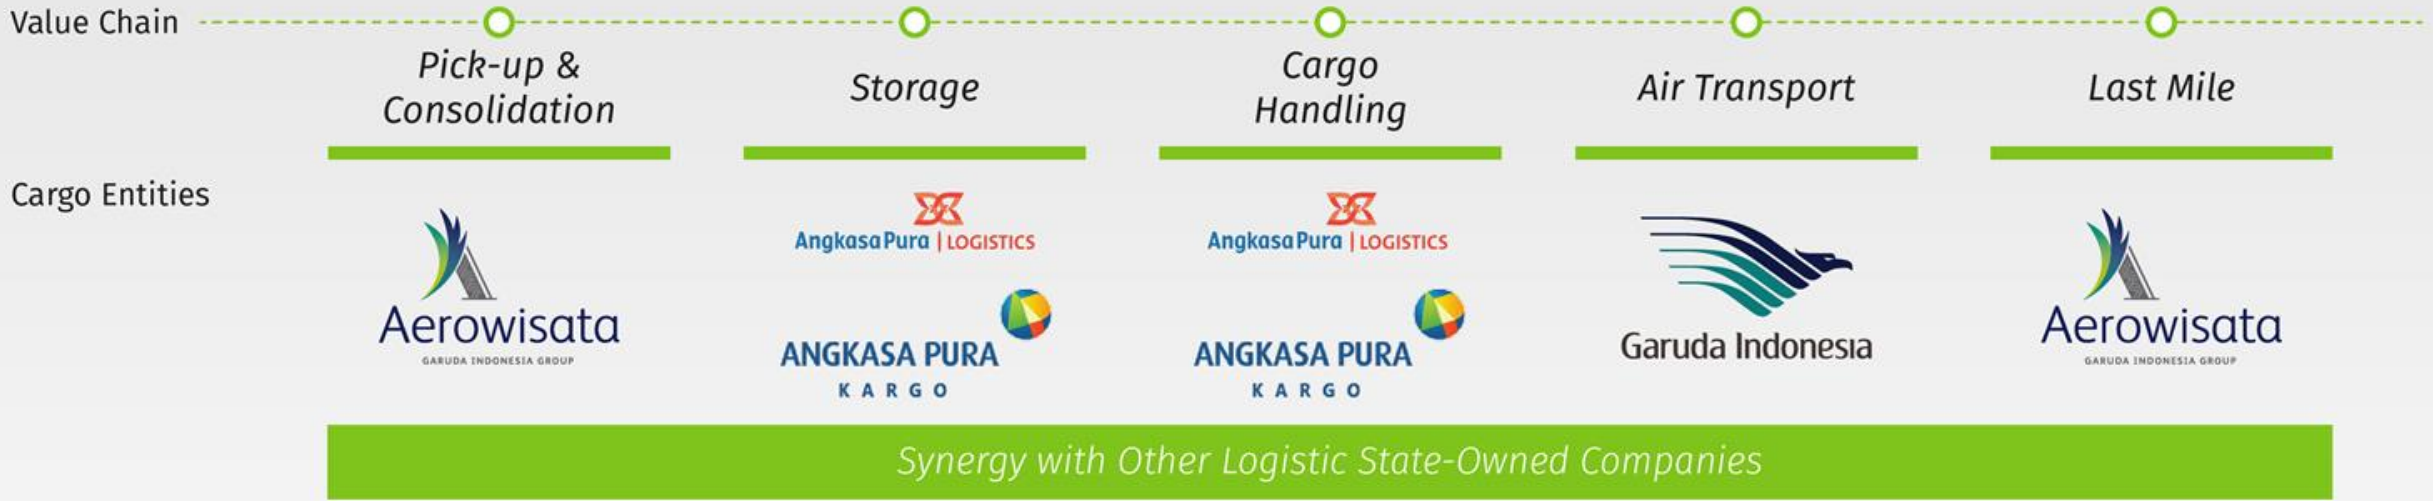 Value Chain
Pick-up &
Consolidation
Storage
Cargo
Handling
Air Transport
Last Mile
Cargo Entities
Aerowisata
GARUDA INDONESIA GROUP
AngkasaPura | LOGISTICS
ANGKASA PURA
KARGO
AngkasaPura | LOGISTICS
ANGKASA PURA
KARGO
Garuda Indonesia
Aerowisata
GARUDA INDONESIA GROUP
Synergy with Other Logistic State-Owned Companies